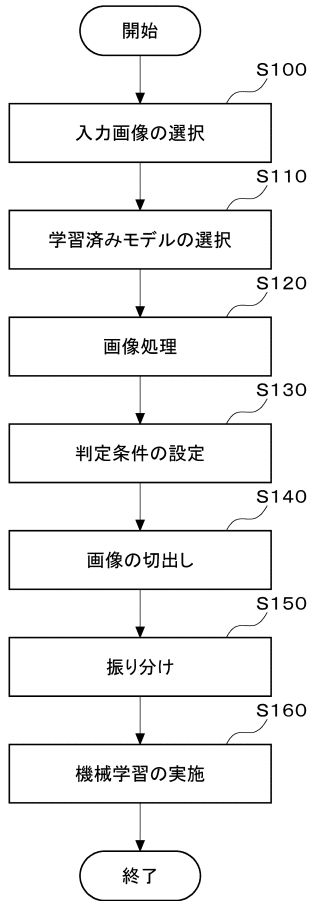 開始
S100
入力画像の選択
S110
学習済みモデルの選択
S120
画像処理
S130
判定条件の設定
S140
画像の切出し
S150
振り分け
S160
機械学習の実施
終了